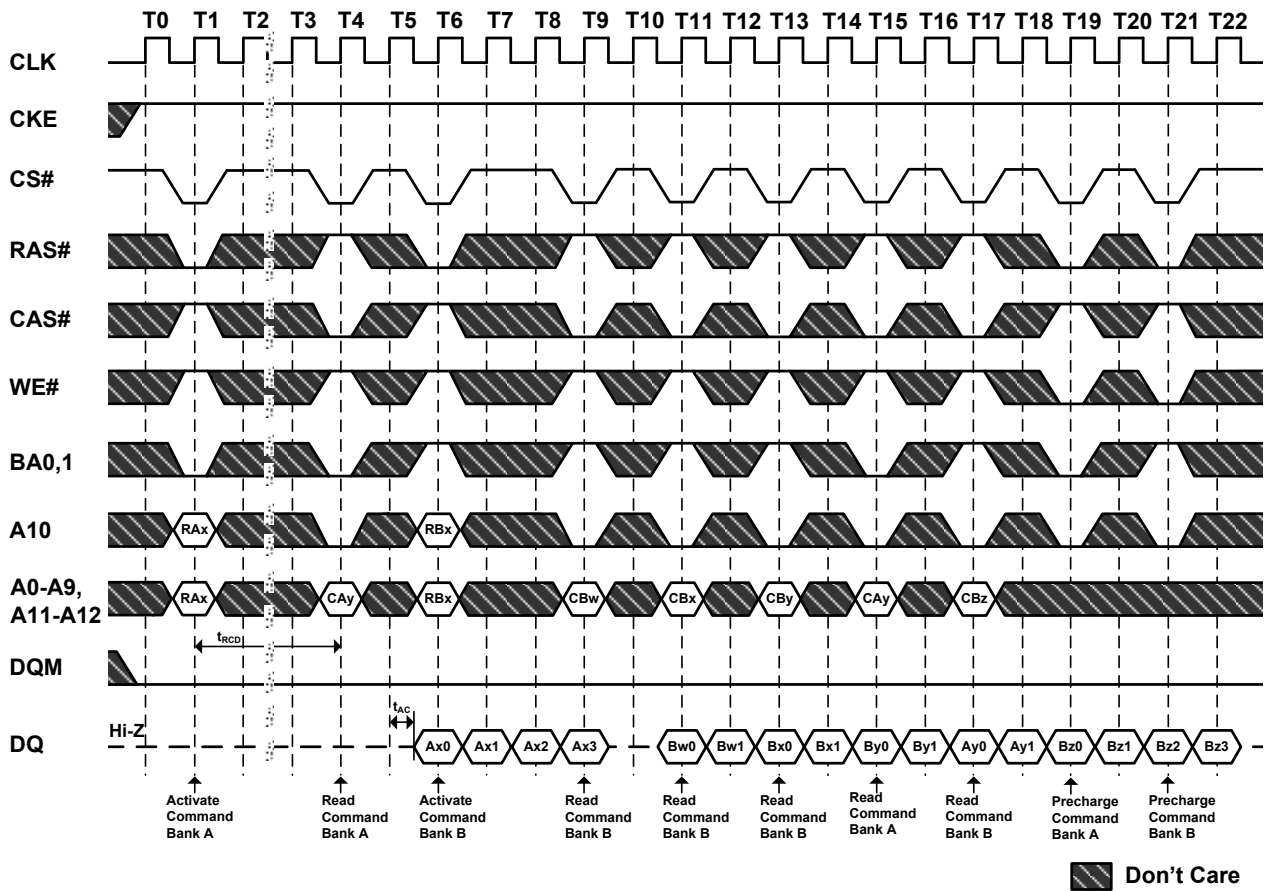 T0 T1 T2 T3 T4 T5 T6 T7 T8 T9 T10 T11 T12 T13 T14 T15 T16 T17 T18 T19 T20 T21 T22
CLK
CKE
CS#
RAS#
CAS#
WE#
BA0,1
A10
RAx RBx
A0-A9,
A11-A12
RAx CAy RBx CBw CBx CBy CAy CBz
tRCD
DQM
tAC
Hi-Z
DQ
Ax0 Ax1 Ax2 Ax3 Bw0 Bw1 Bx0 Bx1 By0 By1 Ay0 Ay1 Bz0 Bz1 Bz2 Bz3
Activate
Command
Bank A
Read
Command
Bank A
Activate
Command
Bank B
Read
Command
Bank B
Read
Command
Bank B
Read
Command
Bank B
Read
Command
Bank A
Read
Command
Bank B
Precharge
Command
Bank A
Precharge
Command
Bank B
Don't Care